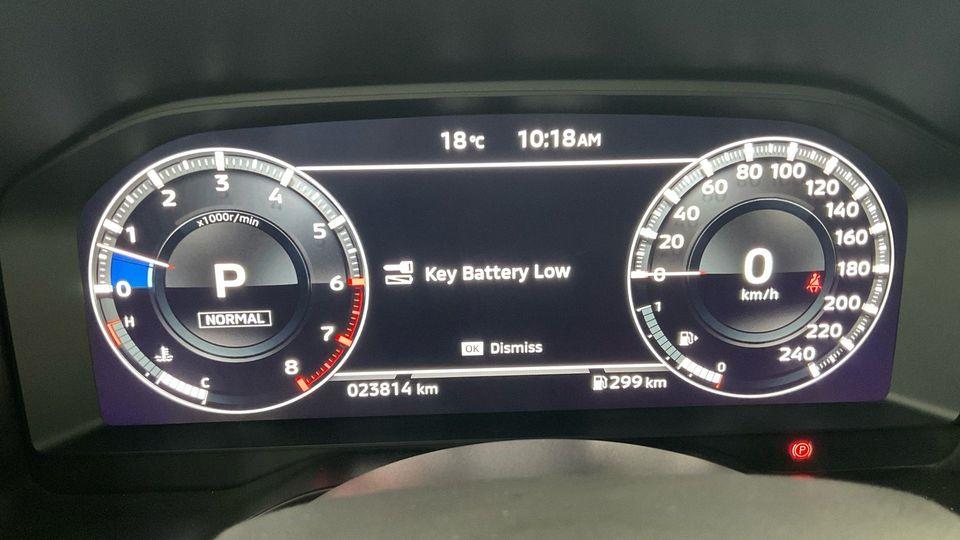 18°C 10:18AM
1 2 3 4 5 6 7 8
0
x1000r/min
P
NORMAL
H
C
Key Battery Low
OK Dismiss
023814 km
299 km
0 20 40 60 80 100 120 140 160 180 200 220 240
0
km/h
1
0
P